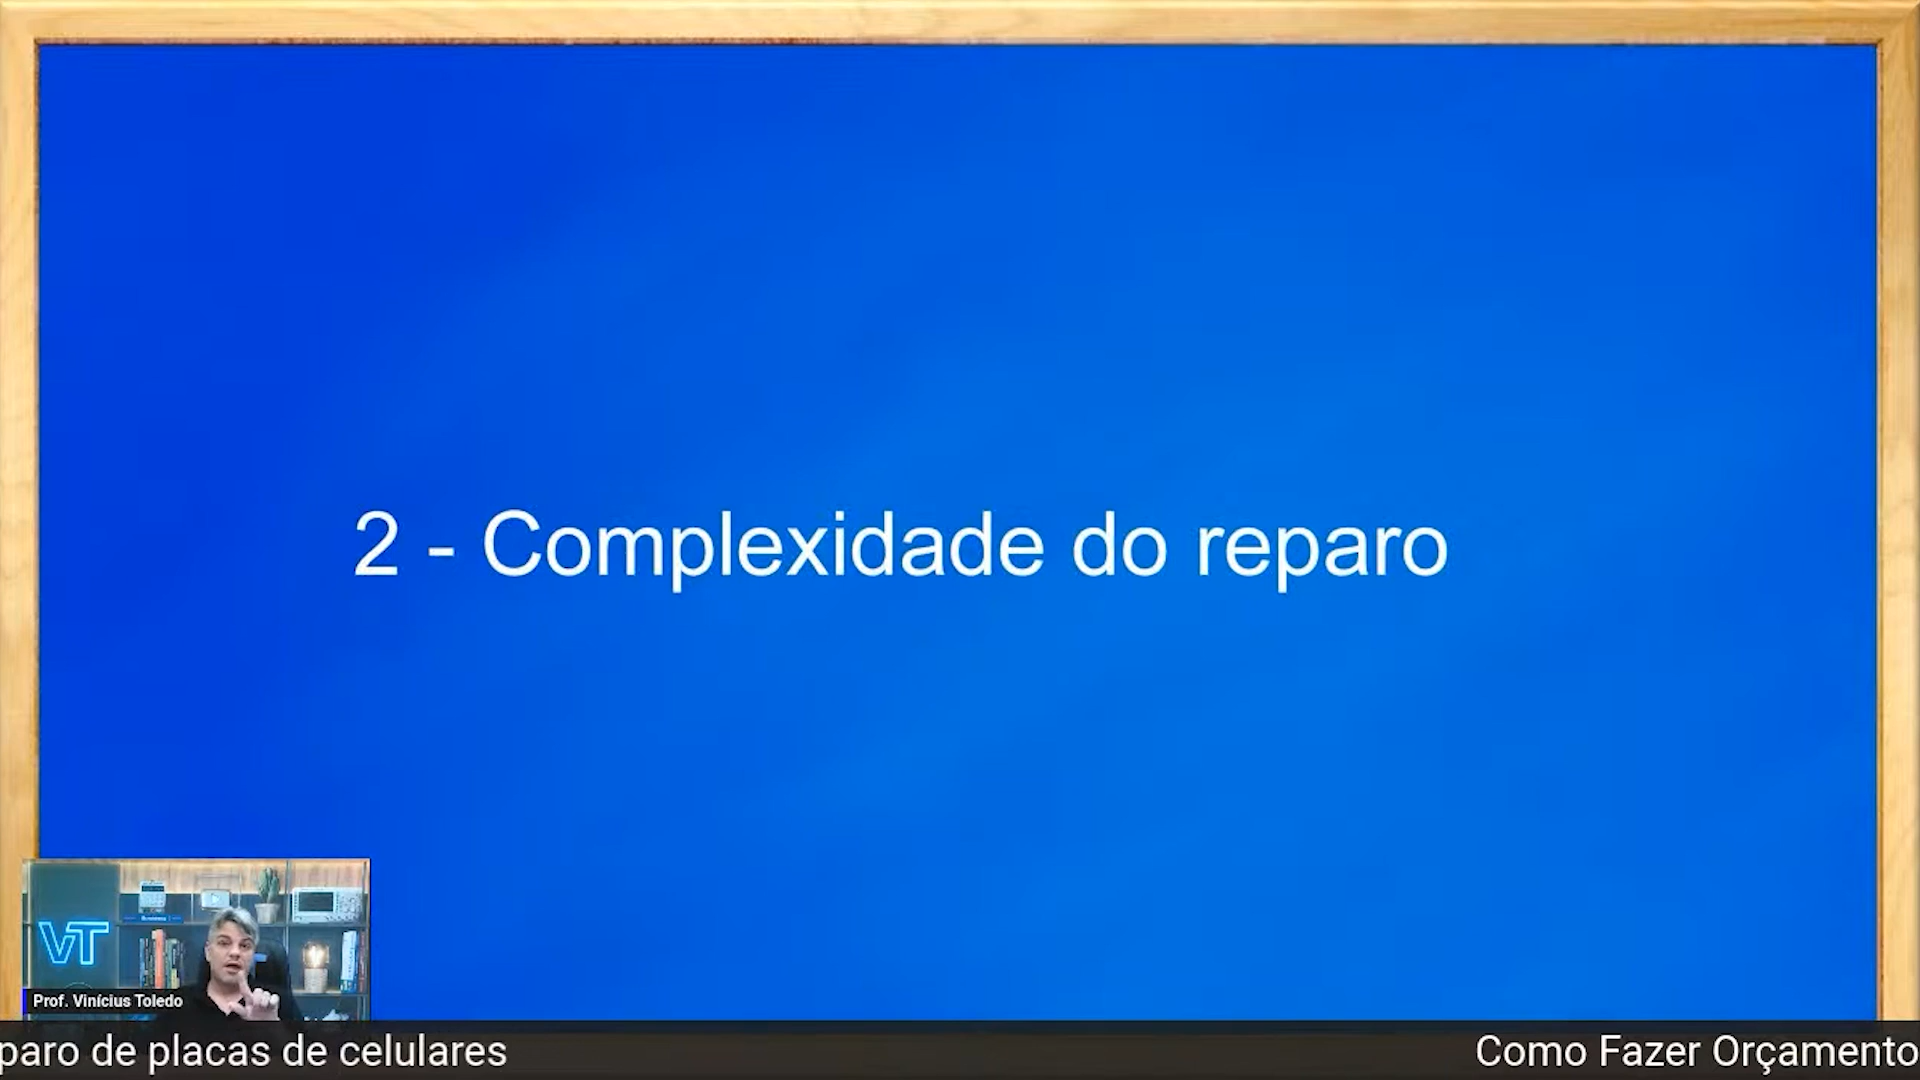 2 - Complexidade do reparo
VT
Prof. Vinícius Toledo
paro de placas de celulares
Como Fazer Orçamento